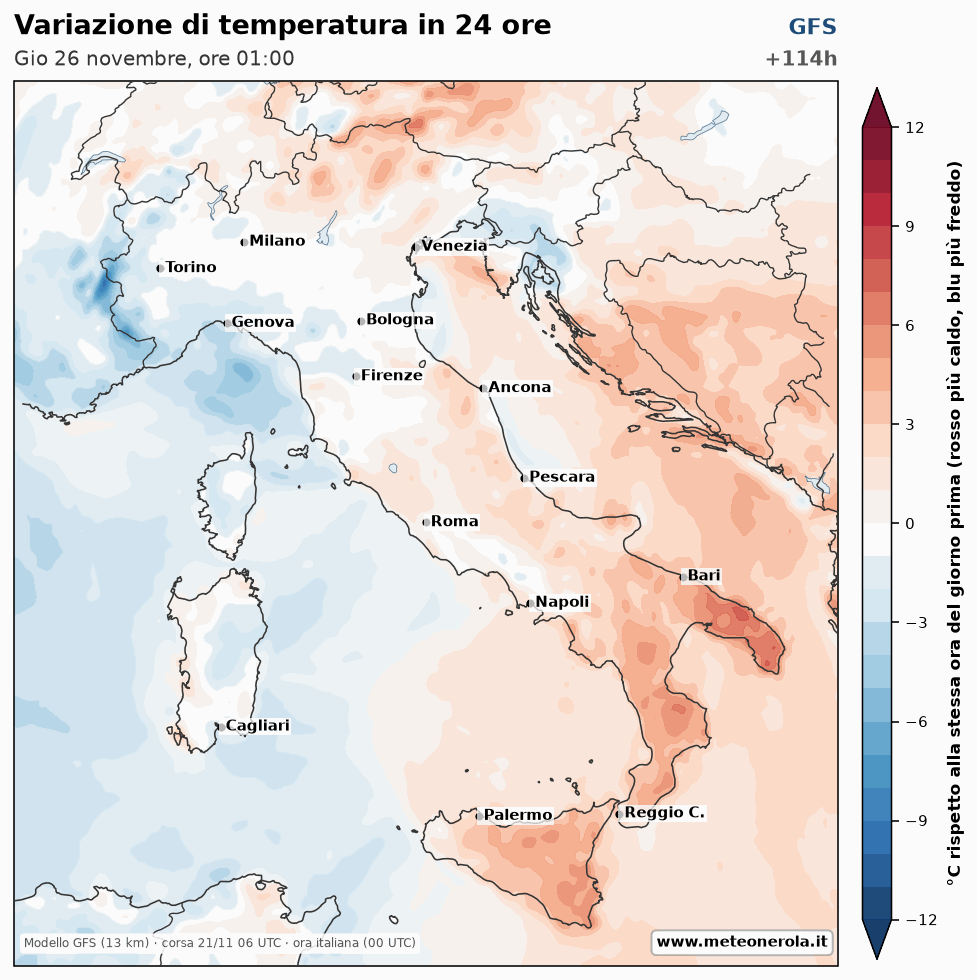 Variazione di temperatura in 24 ore
GFS
Gio 26 novembre, ore 01:00
+114h
Milano
Venezia
Torino
Genova
Bologna
Firenze
Ancona
Pescara
Roma
Bari
Napoli
Cagliari
Palermo
Reggio C.
12
9
6
3
0
−3
−6
−9
−12
°C rispetto alla stessa ora del giorno prima (rosso più caldo, blu più freddo)
Modello GFS (13 km) · corsa 21/11 06 UTC · ora italiana (00 UTC)
www.meteonerola.it